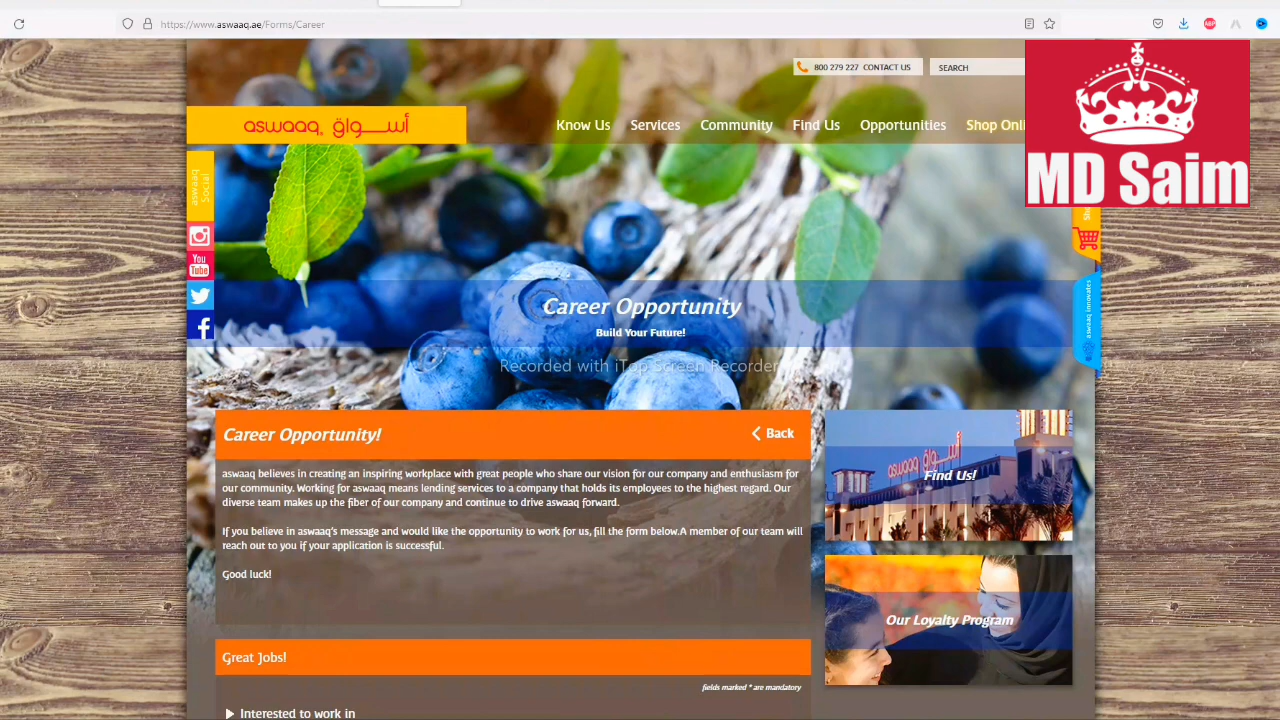 https://www.aswaaq.ae/Forms/Career
ABP
800 279 227 CONTACT US
SEARCH
MD Saim
aswaaq أسواق
Know Us
Services
Community
Find Us
Opportunities
Shop Onli
Social
beewase
You
Tube
aswaaq innovates
Career Opportunity
Build Your Future!
Recorded with iTop Screen Recorder
Career Opportunity!
Back
aswaaq believes in creating an inspiring workplace with great people who share our vision for our company and enthusiasm for
our community. Working for aswaaq means lending services to a company that holds its employees to the highest regard. Our
diverse team makes up the fiber of our company and continue to drive aswaaq forward.
If you believe in aswaaq's message and would like the opportunity to work for us, fill the form below.A member of our team will
reach out to you if your application is successful.
Good luck!
Find Us!
Our Loyalty Program
Great Jobs!
fields marked * are mandatory
Interested to work in